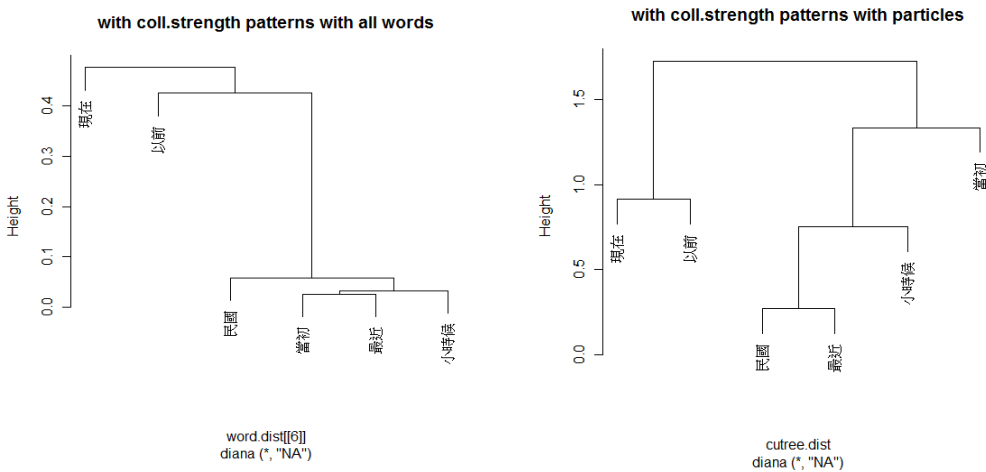 with coll.strength patterns with all words
Height
0.0
0.1
0.2
0.3
0.4
現在
以前
民國
當初
最近
小時候
word.dist[[6]]
diana (*, "NA")
with coll.strength patterns with particles
Height
0.0
0.5
1.0
1.5
現在
以前
民國
最近
小時候
當初
cutree.dist
diana (*, "NA")